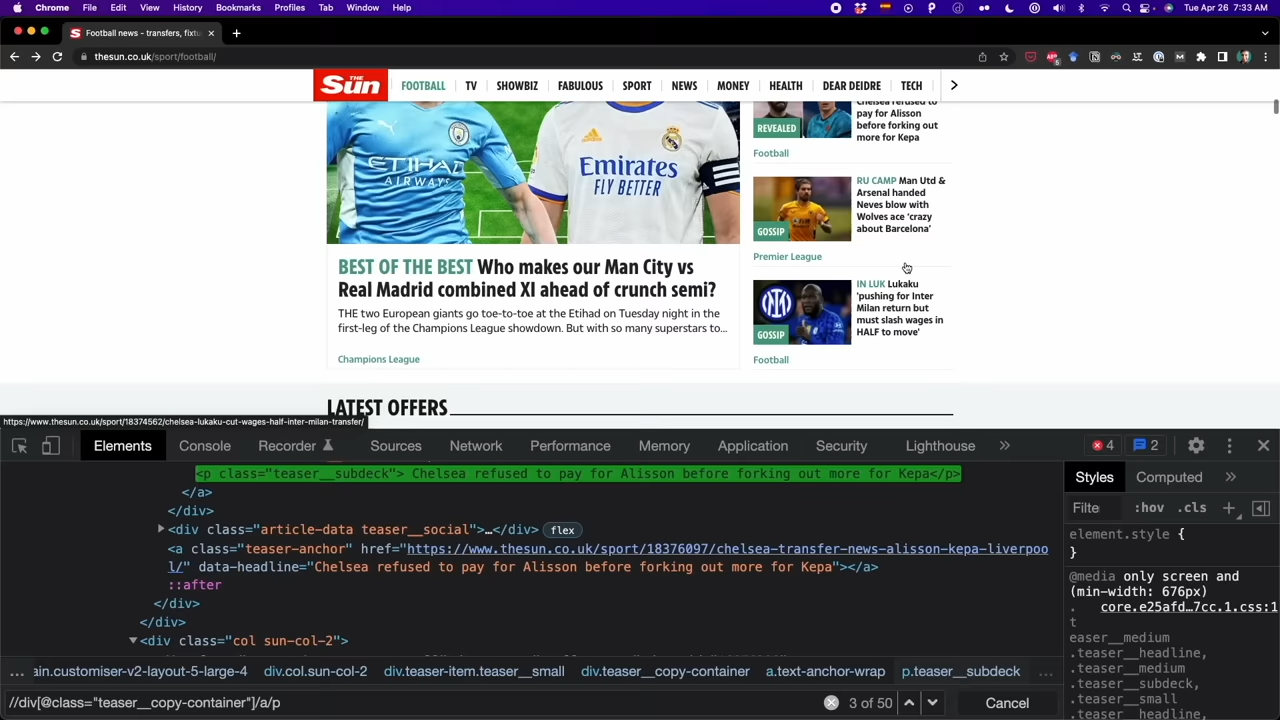 Chrome File Edit View History Bookmarks Profiles Tab Window Help Tue Apr 26 7:33 AM
Football news - transfers, fixtu
thesun.co.uk/sport/football/
THE Sun FOOTBALL TV SHOWBIZ FABULOUS SPORT NEWS MONEY HEALTH DEAR DEIDRE TECH
Chelsea refused to
pay for Alisson
before forking out
more for Kepa
REVEALED
Football
ETIHAD
AIRWAYS
Emirates
FLY BETTER
RU CAMP Man Utd &
Arsenal handed
Neves blow with
Wolves ace ‘crazy
about Barcelona’
GOSSIP
Premier League
BEST OF THE BEST Who makes our Man City vs
Real Madrid combined XI ahead of crunch semi?
THE two European giants go toe-to-toe at the Etihad on Tuesday night in the
first-leg of the Champions League showdown. But with so many superstars to...
Champions League
IN LUK Lukaku
‘pushing for Inter
Milan return but
must slash wages in
HALF to move’
GOSSIP
Football
LATEST OFFERS
https://www.thesun.co.uk/sport/18374562/chelsea-lukaku-cut-wages-half-inter-milan-transfer/
Elements Console Recorder Sources Network Performance Memory Application Security Lighthouse » 4 2
<p class="teaser__subdeck"> Chelsea refused to pay for Alisson before forking out more for Kepa</p>
</a>
</div>
<div class="article-data teaser__social">…</div> flex
<a class="teaser-anchor" href="https://www.thesun.co.uk/sport/18376097/chelsea-transfer-news-alisson-kepa-liverpoo
l/" data-headline="Chelsea refused to pay for Alisson before forking out more for Kepa"></a>
::after
</div>
</div>
<div class="col sun-col-2">
Styles Computed »
Filte :hov .cls +
element.style {
}
@media only screen and
(min-width: 676px)
. core.e25afd…7cc.1.css:1
t
easer__medium
.teaser__headline,
.teaser__medium
.teaser__subdeck,
.teaser__small
.teaser__headline,
… ain.customiser-v2-layout-5-large-4 div.col.sun-col-2 div.teaser-item.teaser__small div.teaser__copy-container a.text-anchor-wrap p.teaser__subdeck …
//div[@class="teaser__copy-container"]/a/p 3 of 50 Cancel